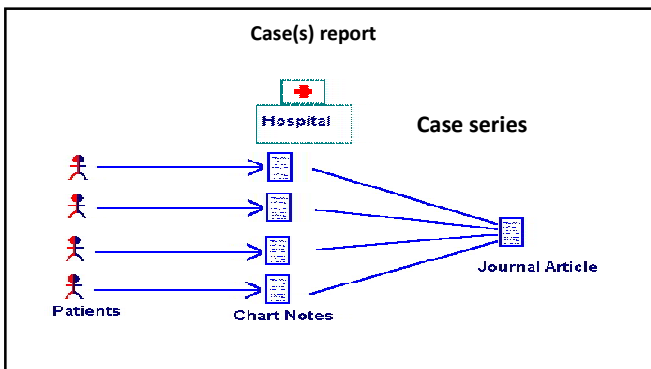 Case(s) report
Hospital
Case series
Journal Article
Patients
Chart Notes